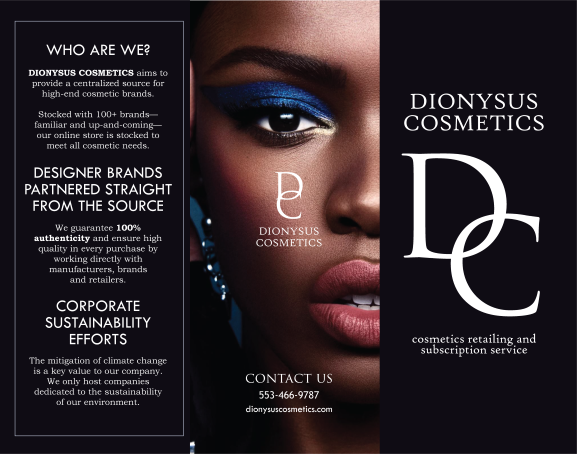 WHO ARE WE?
DIONYSUS COSMETICS aims to
provide a centralized source for
high-end cosmetic brands.
Stocked with 100+ brands—
familiar and up-and-coming—
our online store is stocked to
meet all cosmetic needs.
DESIGNER BRANDS
PARTNERED STRAIGHT
FROM THE SOURCE
We guarantee 100%
authenticity and ensure high
quality in every purchase by
working directly with
manufacturers, brands
and retailers.
CORPORATE
SUSTAINABILITY
EFFORTS
The mitigation of climate change
is a key value to our company.
We only host companies
dedicated to the sustainability
of our environment.
DC
DIONYSUS
COSMETICS
CONTACT US
553-466-9787
dionysuscosmetics.com
DIONYSUS
COSMETICS
DC
cosmetics retailing and
subscription service